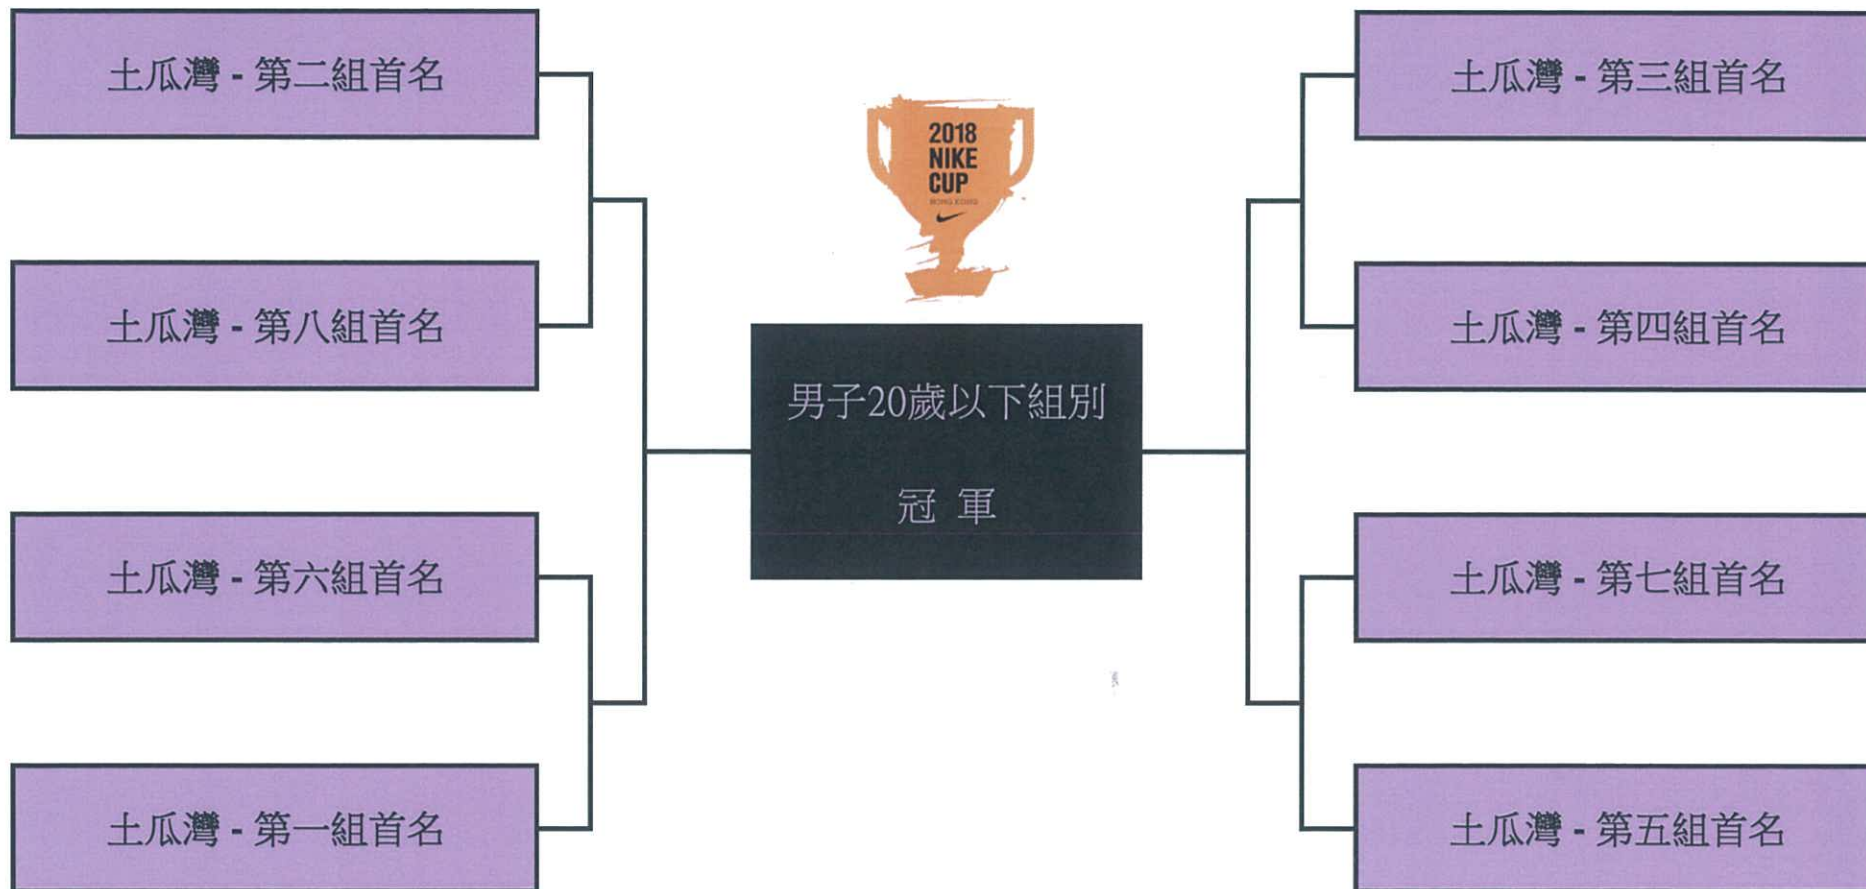 土瓜灣 - 第二組首名
土瓜灣 - 第八組首名
土瓜灣 - 第六組首名
土瓜灣 - 第一組首名
2018
NIKE
CUP
HONG KONG
男子20歲以下組別
冠 軍
土瓜灣 - 第三組首名
土瓜灣 - 第四組首名
土瓜灣 - 第七組首名
土瓜灣 - 第五組首名